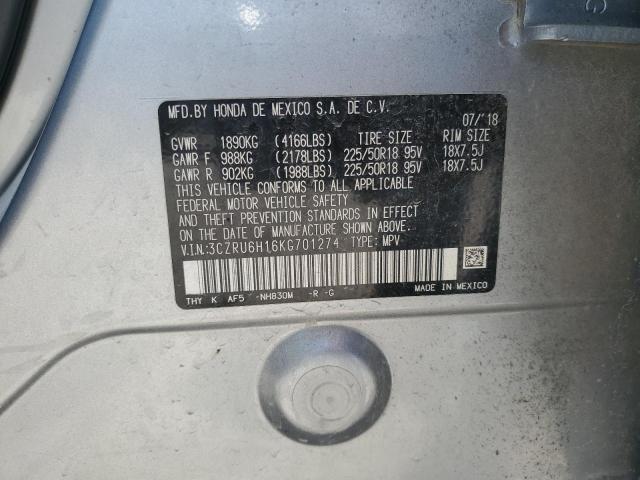 MFD.BY HONDA DE MEXICO S.A. DE C.V. 07/'18
GVWR 1890KG (4166LBS) TIRE SIZE RIM SIZE
GAWR F 988KG (2178LBS) 225/50R18 95V 18X7.5J
GAWR R 902KG (1988LBS) 225/50R18 95V 18X7.5J
THIS VEHICLE CONFORMS TO ALL APPLICABLE
FEDERAL MOTOR VEHICLE SAFETY
AND THEFT PREVENTION STANDARDS IN EFFECT
ON THE DATE OF MANUFACTURE SHOWN ABOVE.
V.I.N:3CZRU6H16KG701274 TYPE: MPV
THY K AF5 -NH830M -R -G MADE IN MEXICO